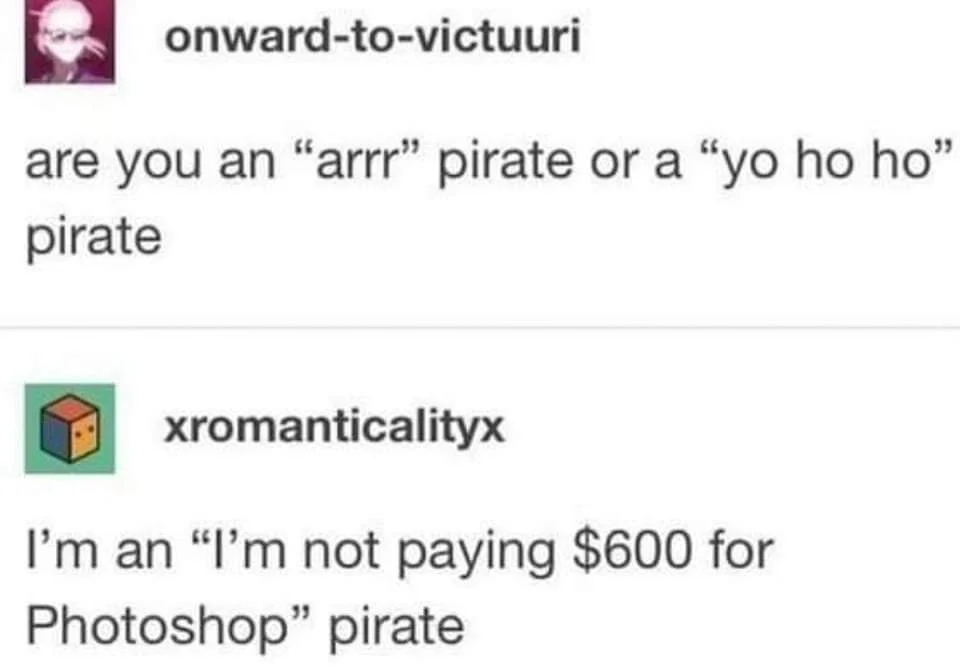 onward-to-victuuri
are you an “arrr” pirate or a “yo ho ho”
pirate
xromanticalityx
I’m an “I’m not paying $600 for
Photoshop” pirate